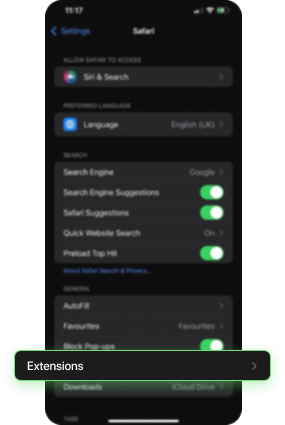 11:17
Settings
Safari
ALLOW SAFARI TO ACCESS
Siri & Search
PREFERRED LANGUAGE
Language English (UK)
SEARCH
Search Engine Google
Search Engine Suggestions
Safari Suggestions
Quick Website Search On
Preload Top Hit
About Safari Search & Privacy...
GENERAL
AutoFill
Favourites Favourites
Block Pop-ups
Extensions
Downloads iCloud Drive
TABS